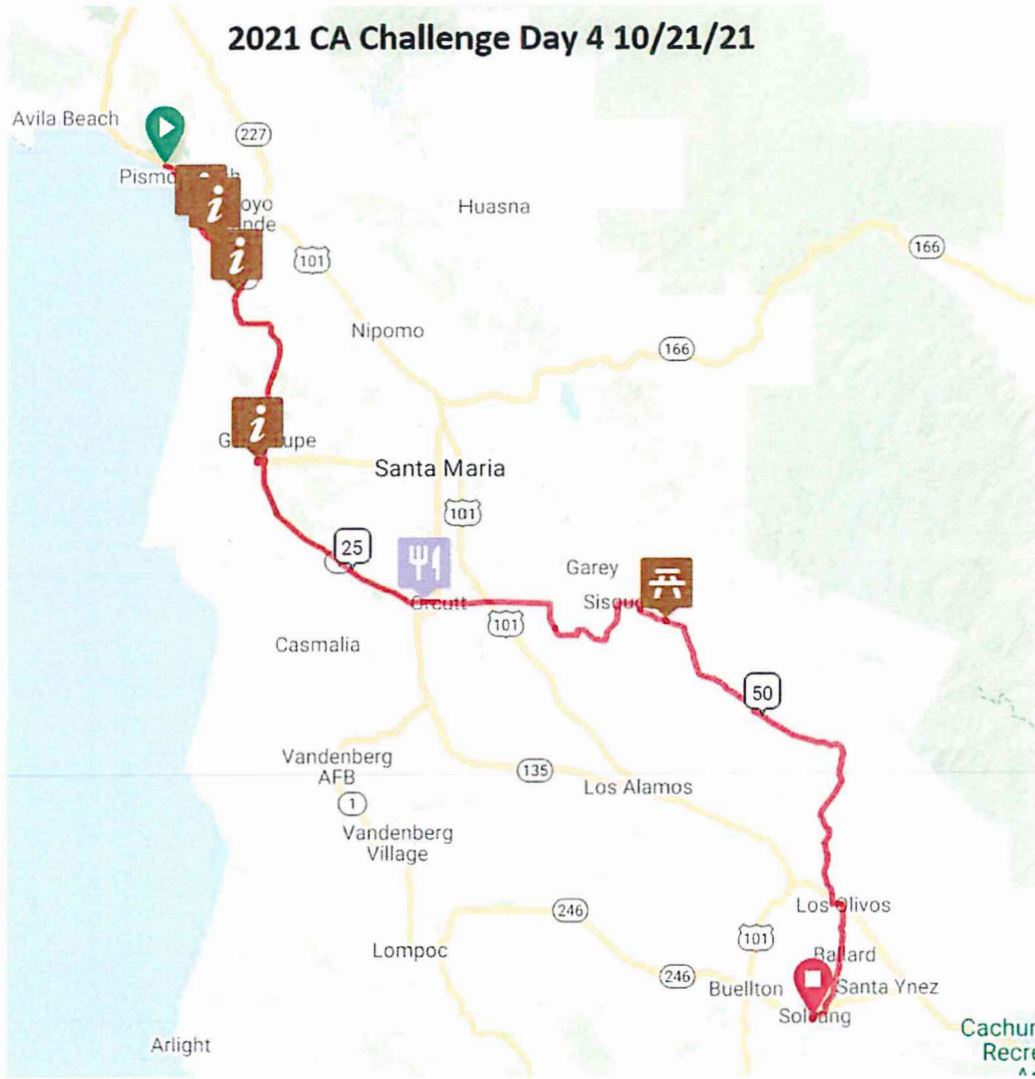 2021 CA Challenge Day 4 10/21/21
Avila Beach
227
Huasna
101
166
Nipomo
166
Santa Maria
101
25
Garey
Orcutt
101
Casmalia
50
Vandenberg
AFB
135
Los Alamos
1
Vandenberg
Village
Los Olivos
246
101
Lompoc
Ballard
246
Buellton
Santa Ynez
Solvang
Arlight